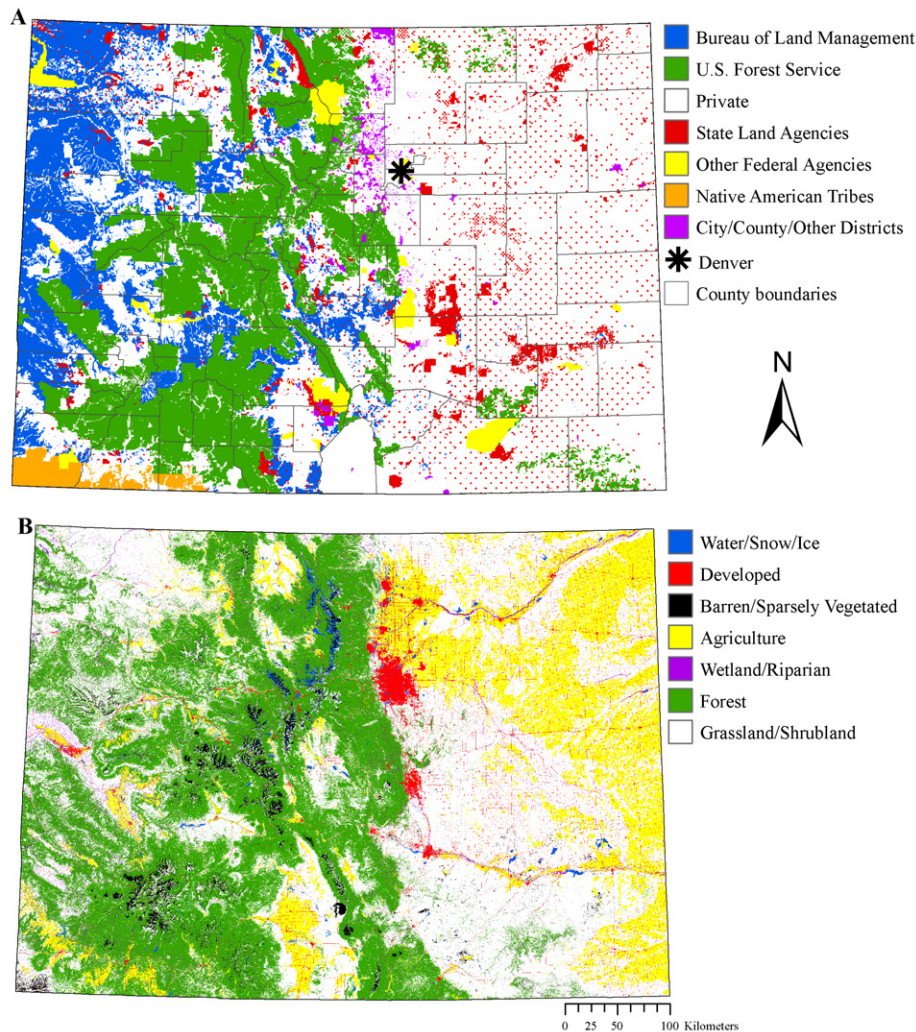 A
Bureau of Land Management
U.S. Forest Service
Private
State Land Agencies
Other Federal Agencies
Native American Tribes
City/County/Other Districts
Denver
County boundaries
N
B
Water/Snow/Ice
Developed
Barren/Sparsely Vegetated
Agriculture
Wetland/Riparian
Forest
Grassland/Shrubland
0 25 50 100 Kilometers